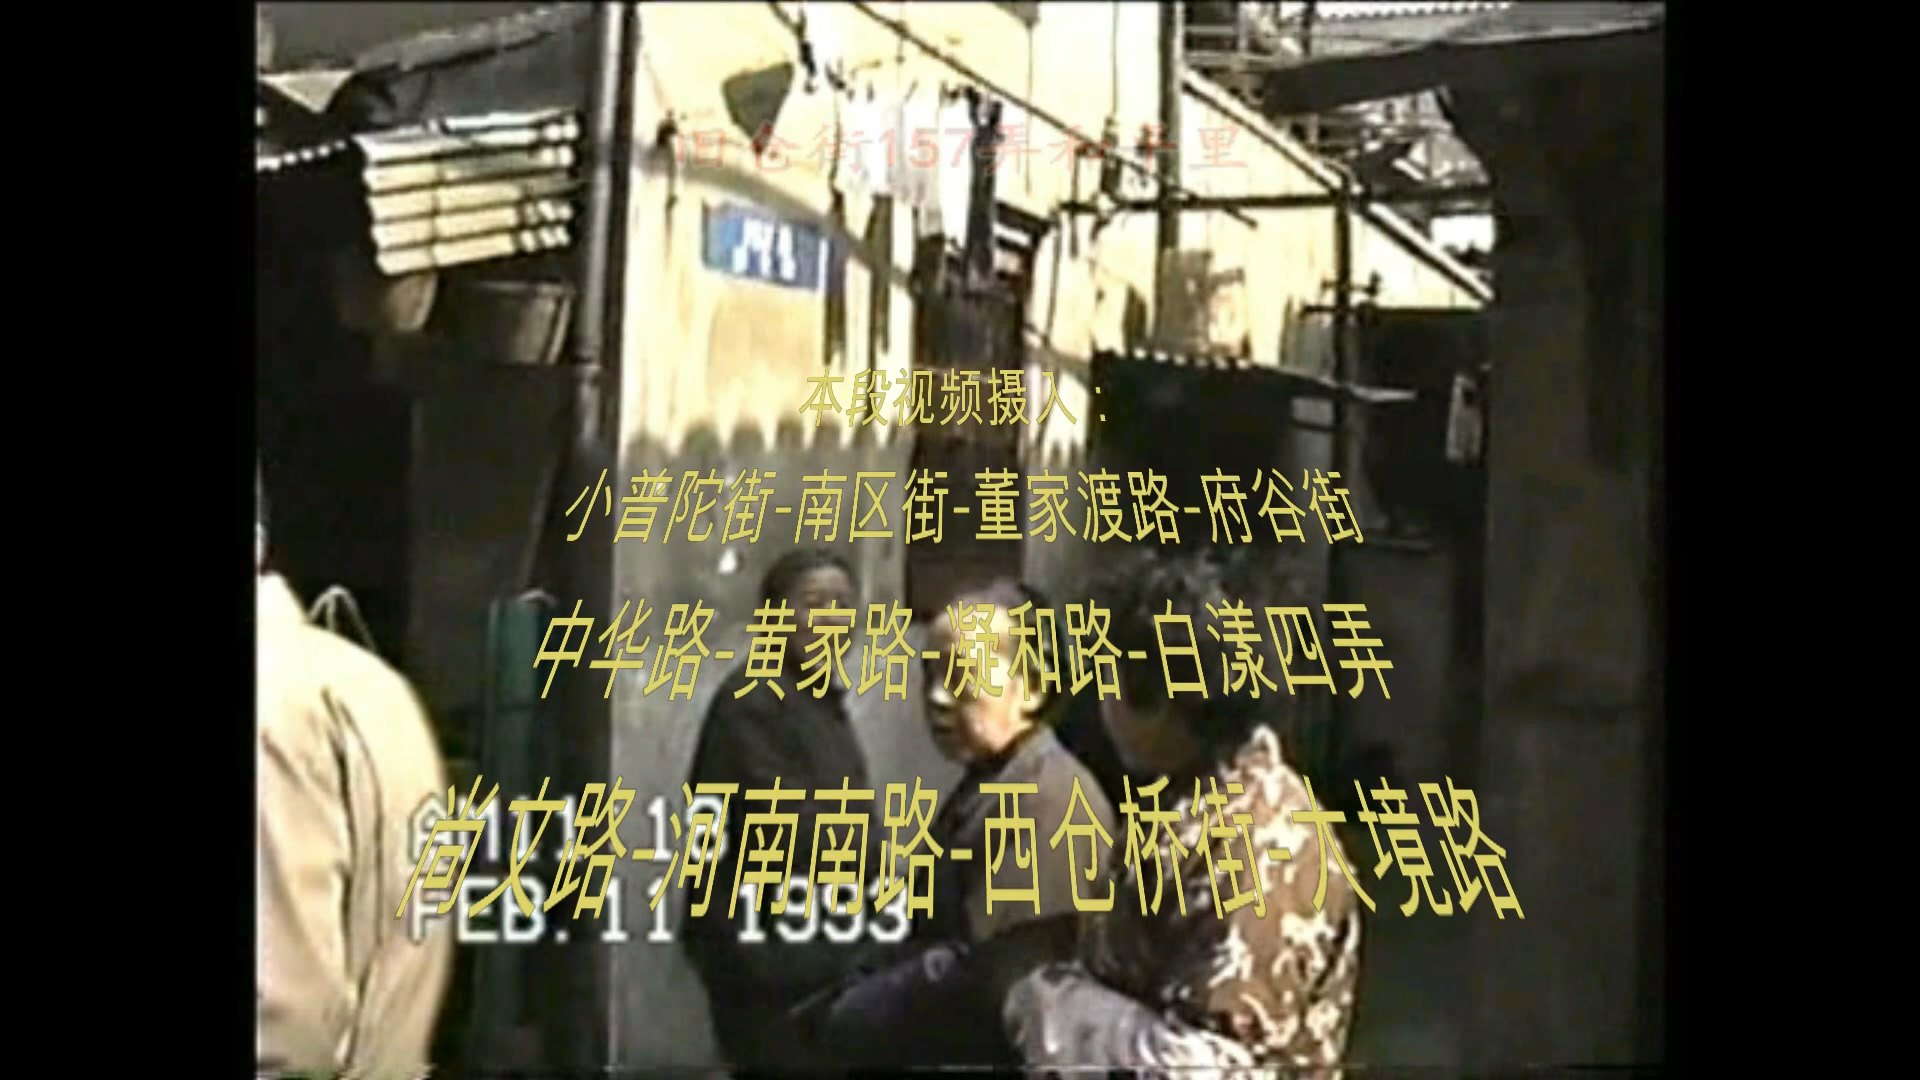 旧仓街157弄和平里
本段视频摄入：
小普陀街-南区街-董家渡路-府谷街
中华路-黄家路-凝和路-白漾四弄
尚文路-河南南路-西仓桥街-大境路
AM11:10
FEB.11 1993